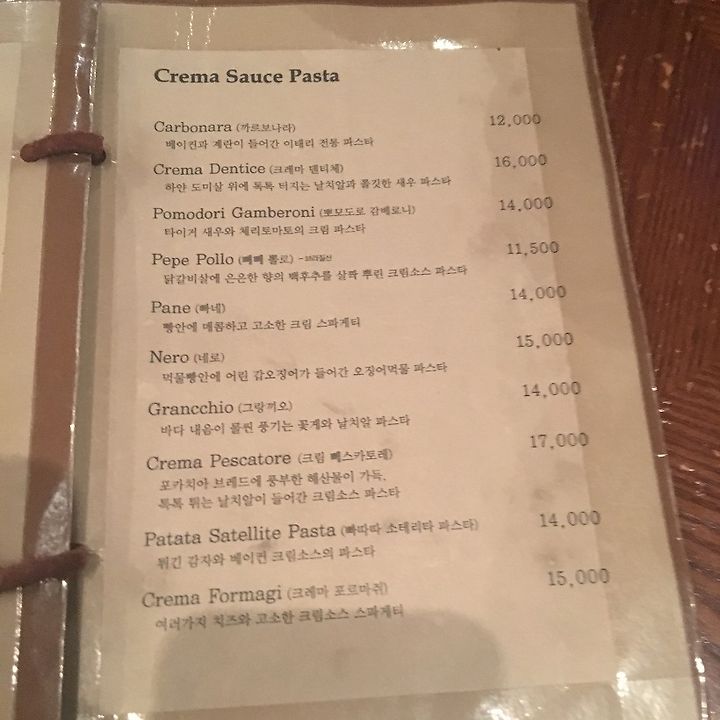 Crema Sauce Pasta
Carbonara (까르보나라) 12,000
베이컨과 계란이 들어간 이태리 전통 파스타
Crema Dentice (크레마 덴티체) 16,000
하얀 도미살 위에 톡톡 터지는 날치알과 쫄깃한 새우 파스타
Pomodori Gamberoni (뽀모도로 감베로니) 14,000
타이거 새우와 체리토마토의 크림 파스타
Pepe Pollo (뻬뻬 뽈로) 11,500
닭갈비살에 은은한 향의 백후추를 살짝 뿌린 크림소스 파스타
Pane (빠네) 14,000
빵안에 매콤하고 고소한 크림 스파게티
Nero (네로) 15,000
먹물빵안에 어린 갑오징어가 들어간 오징어먹물 파스타
Grancchio (그랑끼오) 14,000
바다 내음이 물씬 풍기는 꽃게와 날치알 파스타
Crema Pescatore (크림 뻬스카토레) 17,000
포카치아 브레드에 풍부한 해산물이 가득,
톡톡 튀는 날치알이 들어간 크림소스 파스타
Patata Satellite Pasta (빠따따 소테리타 파스타) 14,000
튀긴 감자와 베이컨 크림소스의 파스타
Crema Formagi (크레마 포르마쥐) 15,000
여러가지 치즈와 고소한 크림소스 스파게티